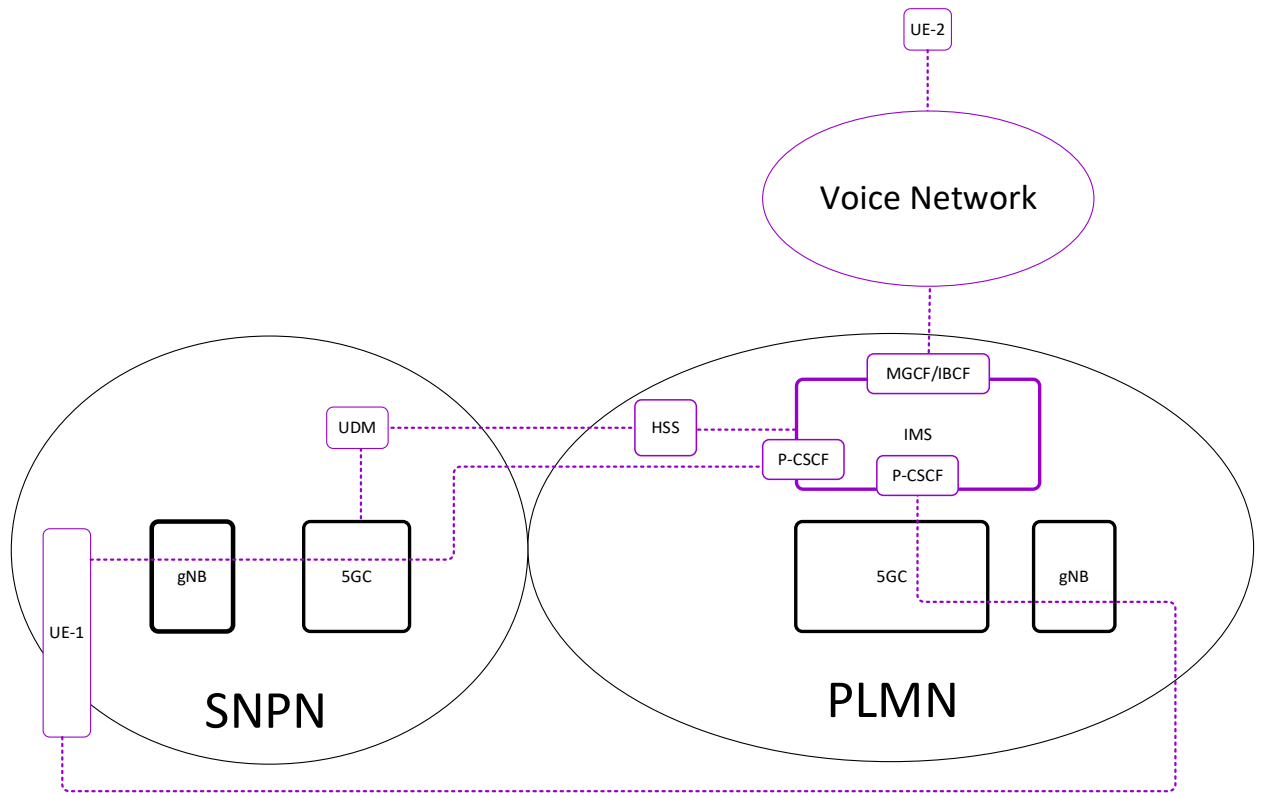 UE-2
Voice Network
MGCF/IBCF
UDM
HSS
IMS
P-CSCF
P-CSCF
gNB
5GC
5GC
gNB
UE-1
SNPN
PLMN